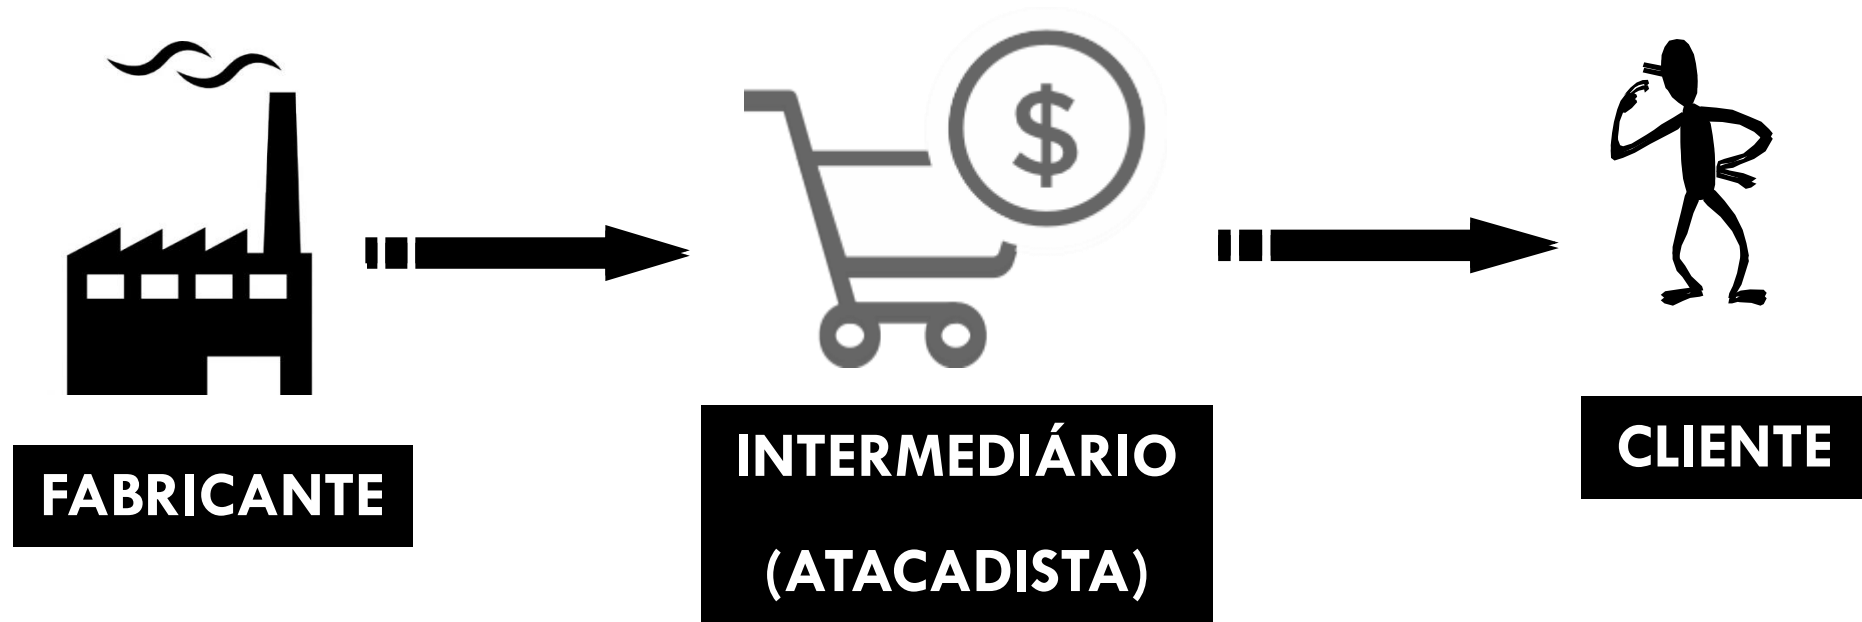 $
FABRICANTE
INTERMEDIÁRIO
(ATACADISTA)
CLIENTE